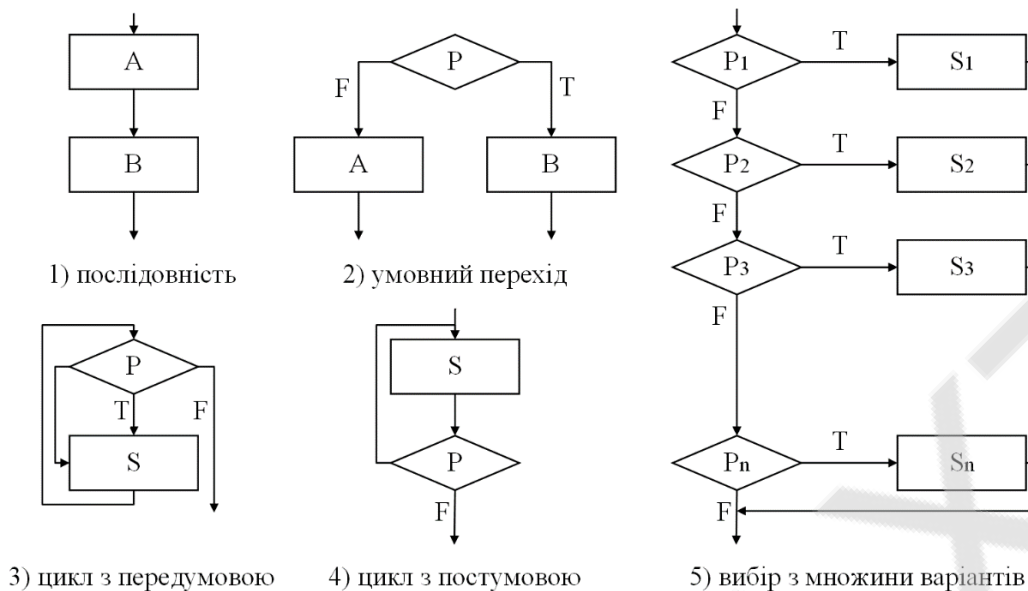 A
B
1) послідовність
P
F
T
A
B
2) умовний перехід
P
T
F
S
3) цикл з передумовою
S
P
F
4) цикл з постумовою
P1
T
S1
F
P2
T
S2
F
P3
T
S3
F
Pn
T
Sn
F
5) вибір з множини варіантів